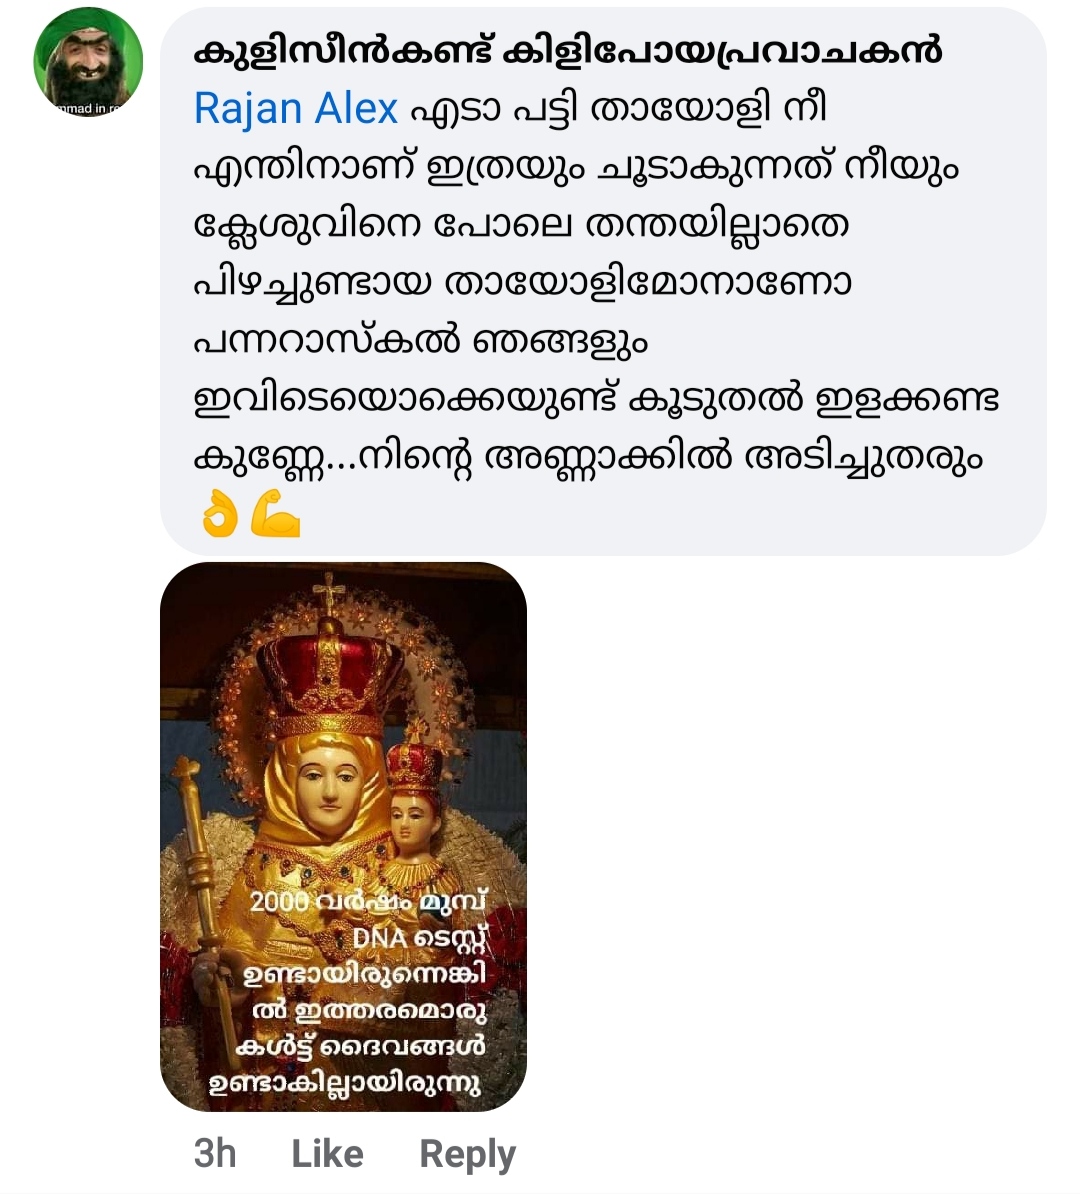 കുളിസീൻകണ്ട് കിളിപോയപ്രവാചകൻ
Rajan Alex എടാ പട്ടി തായോളി നീ
എന്തിനാണ് ഇത്രയും ചൂടാകുന്നത് നീയും
ക്ലേശുവിനെ പോലെ തന്തയില്ലാതെ
പിഴച്ചുണ്ടായ തായോളിമോനാണോ
പന്നറാസ്കൽ ഞങ്ങളും
ഇവിടെയൊക്കെയുണ്ട് കൂടുതൽ ഇളക്കണ്ട
കുണ്ണേ...നിന്റെ അണ്ണാക്കിൽ അടിച്ചുതരും
👌💪
2000 വർഷം മുമ്പ്
DNA ടെസ്റ്റ്
ഉണ്ടായിരുന്നെങ്കി
ൽ ഇത്തരമൊരു
കൾട്ട് ദൈവങ്ങൾ
ഉണ്ടാകില്ലായിരുന്നു
3h Like Reply